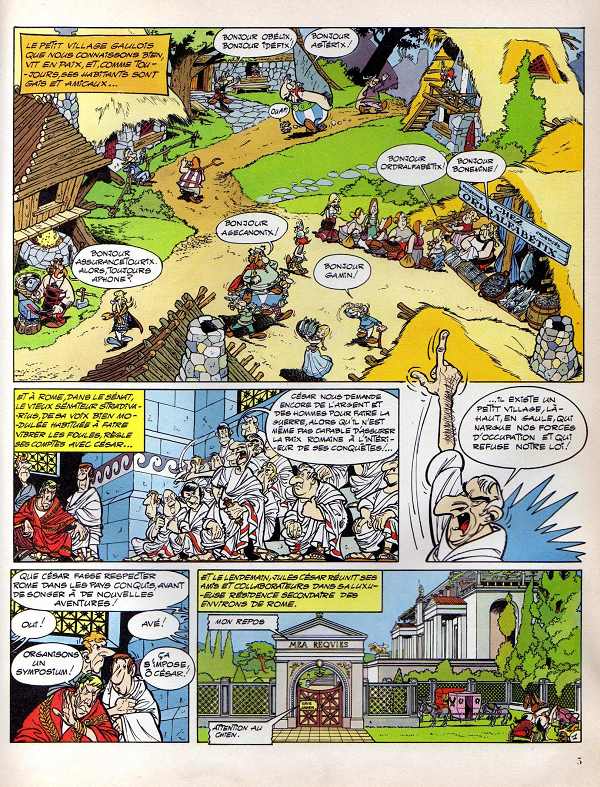 LE PETIT VILLAGE GAULOIS
QUE NOUS CONNAISSONS BIEN,
VIT EN PAIX, ET, COMME TOU-
-JOURS, SES HABITANTS SONT
GAIS ET AMICAUX...
BONJOUR OBÉLIX,
BONJOUR IDÉFIX!
BONJOUR
ASTÉRIX!
OUAH!
BONJOUR
ORDRALFABÉTIX!
BONJOUR
BONEMINE!
CHEZ
ORDRALFABETIX
BONJOUR
AGECANONIX!
BONJOUR
ASSURANCETOURIX.
ALORS, TOUJOURS
APHONE?
BONJOUR
GAMIN!
ET À ROME, DANS LE SÉNAT,
LE VIEUX SÉNATEUR STRADIVA-
-RIUS, DE SA VOIX BIEN MO-
-DULÉE HABITUÉE À FAIRE
VIBRER LES FOULES, RÈGLE
SES COMPTES AVEC CÉSAR...
CÉSAR NOUS DEMANDE
ENCORE DE L'ARGENT ET
DES HOMMES POUR FAIRE LA
GUERRE, ALORS QU'IL N'EST
MÊME PAS CAPABLE D'ASSURER
LA PAIX ROMAINE À L'INTÉRI-
-EUR DE SES CONQUÊTES!...
...IL EXISTE UN
PETIT VILLAGE, LÀ-
HAUT, EN GAULE, QUI
NARGUE NOS FORCES
D'OCCUPATION ET QUI
REFUSE NOTRE LOI!
QUE CÉSAR FASSE RESPECTER
ROME DANS LES PAYS CONQUIS, AVANT
DE SONGER À DE NOUVELLES
AVENTURES!
OUI!
AVÉ!
ORGANISONS
UN
SYMPOSIUM!
ÇA
S'IMPOSE,
Ô CÉSAR!
ET LE LENDEMAIN, JULES CÉSAR RÉUNIT SES
AMIS ET COLLABORATEURS DANS SA LUXU-
-EUSE RÉSIDENCE SECONDAIRE DES
ENVIRONS DE ROME.
MON REPOS
MEA REQVIES
ATTENTION AU
CHIEN.
5